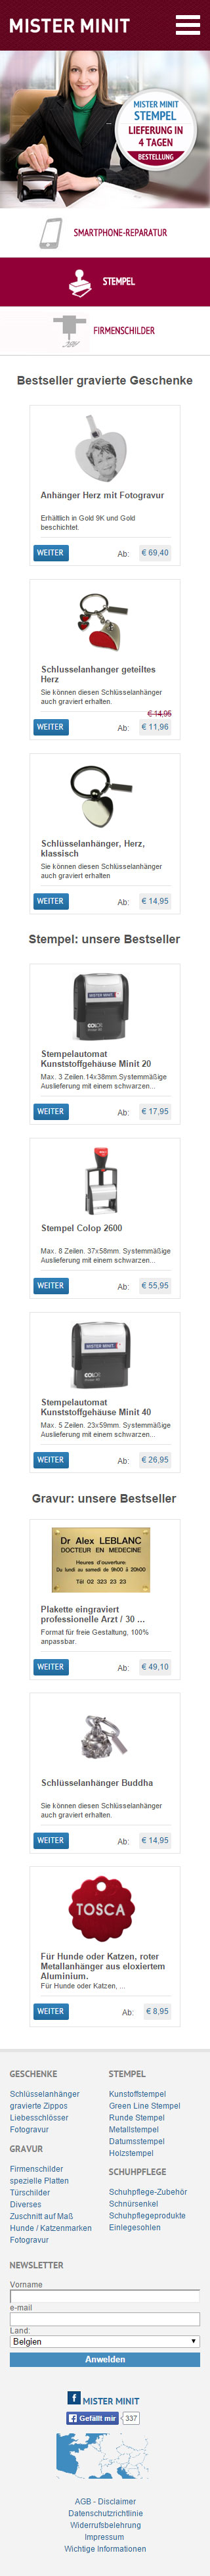 MISTER MINIT
MISTER MINIT
STEMPEL
LIEFERUNG IN
4 TAGEN
BESTELLUNG
SMARTPHONE-REPARATUR
STEMPEL
FIRMENSCHILDER
Bestseller gravierte Geschenke
Anhänger Herz mit Fotogravur
Erhältlich in Gold 9K und Gold
beschichtet.
WEITER
Ab:
€ 69,40
Schlusselanhanger geteiltes
Herz
Sie können diesen Schlüsselanhänger
auch graviert erhalten.
€ 14,95
WEITER
Ab:
€ 11,96
Schlüsselanhänger, Herz,
klassisch
Sie können diesen Schlüsselanhänger
auch graviert erhalten
WEITER
Ab:
€ 14,95
Stempel: unsere Bestseller
MISTER MINIT
COLOP
Stempelautomat
Kunststoffgehäuse Minit 20
Max. 3 Zeilen.14x38mm.Systemmäßige
Auslieferung mit einem schwarzen...
WEITER
Ab:
€ 17,95
Stempel Colop 2600
Max. 8 Zeilen. 37x58mm. Systemmäßige
Auslieferung mit einem schwarzen...
WEITER
Ab:
€ 55,95
MISTER MINIT
COLOP
Stempelautomat
Kunststoffgehäuse Minit 40
Max. 5 Zeilen. 23x59mm. Systemmäßige
Auslieferung mit einem schwarzen...
WEITER
Ab:
€ 26,95
Gravur: unsere Bestseller
Dr Alex LEBLANC
DOCTEUR EN MEDECINE
Heures d'ouverture:
Du lundi au samedi de 9h00 à 20h00
Tél 02 323 23 23
Plakette eingraviert
professionelle Arzt / 30 ...
Format für freie Gestaltung, 100%
anpassbar.
WEITER
Ab:
€ 49,10
Schlüsselanhänger Buddha
Sie können diesen Schlüsselanhänger
auch graviert erhalten.
WEITER
Ab:
€ 14,95
TOSCA
Für Hunde oder Katzen, roter
Metallanhänger aus eloxiertem
Aluminium.
Für Hunde oder Katzen, ...
WEITER
Ab:
€ 8,95
GESCHENKE
Schlüsselanhänger
gravierte Zippos
Liebesschlösser
Fotogravur
GRAVUR
Firmenschilder
spezielle Platten
Türschilder
Diverses
Zuschnitt auf Maß
Hunde / Katzenmarken
Fotogravur
STEMPEL
Kunststoffstempel
Green Line Stempel
Runde Stempel
Metallstempel
Datumsstempel
Holzstempel
SCHUHPFLEGE
Schuhpflege-Zubehör
Schnürsenkel
Schuhpflegeprodukte
Einlegesohlen
NEWSLETTER
Vorname
e-mail
Land:
Belgien
Anwenden
MISTER MINIT
Gefällt mir
337
AGB - Disclaimer
Datenschutzrichtlinie
Widerrufsbelehrung
Impressum
Wichtige Informationen